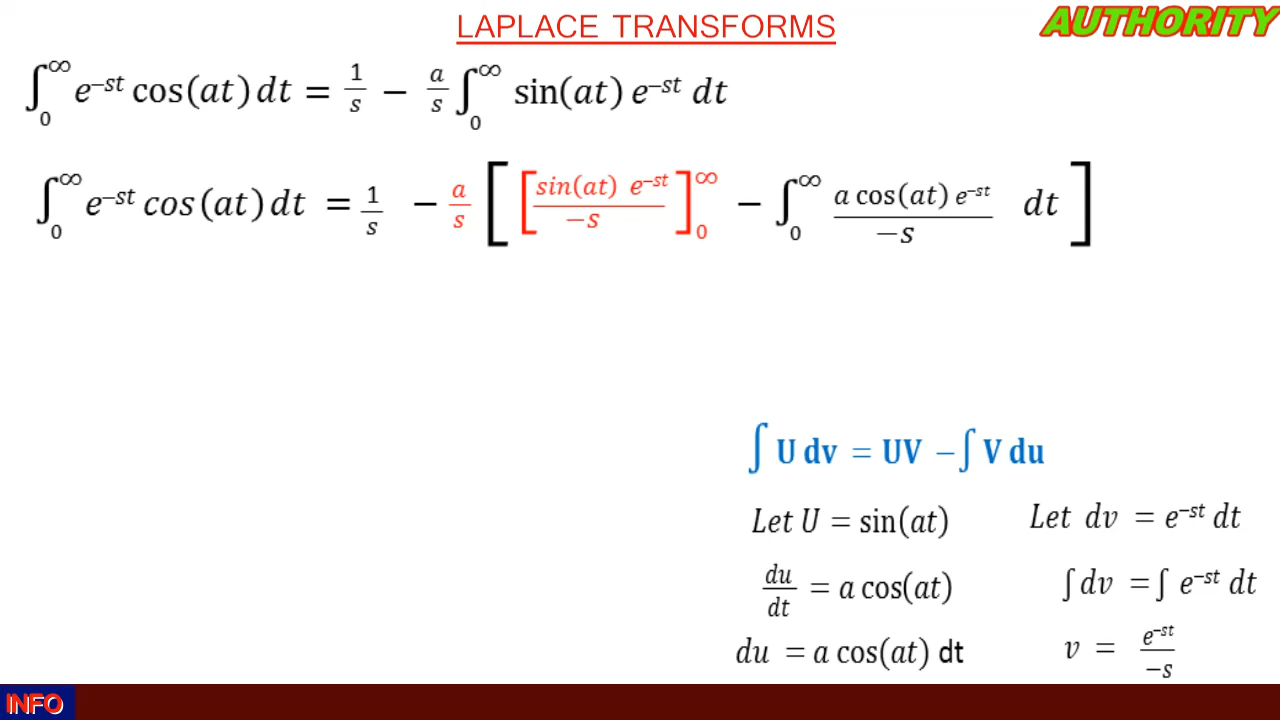 LAPLACE TRANSFORMS
AUTHORITY
∫₀^∞ e^–st cos(at) dt = 1/s − a/s ∫₀^∞ sin(at) e^–st dt
∫₀^∞ e^–st cos(at) dt = 1/s − a/s [ [ sin(at) e^–st / −s ]₀^∞ − ∫₀^∞ a cos(at) e^–st / −s dt ]
∫ U dv = UV − ∫ V du
Let U = sin(at)
Let dv = e^–st dt
du/dt = a cos(at)
∫ dv = ∫ e^–st dt
du = a cos(at) dt
v = e^–st / −s
INFO